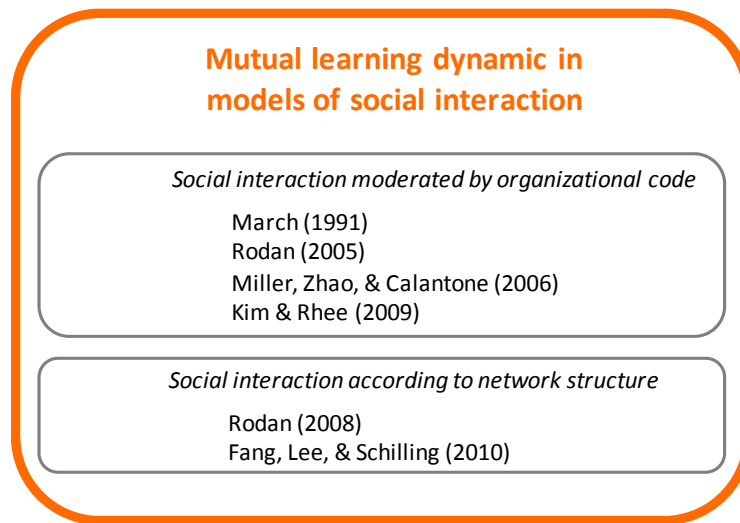 Mutual learning dynamic in
models of social interaction
Social interaction moderated by organizational code
March (1991)
Rodan (2005)
Miller, Zhao, & Calantone (2006)
Kim & Rhee (2009)
Social interaction according to network structure
Rodan (2008)
Fang, Lee, & Schilling (2010)